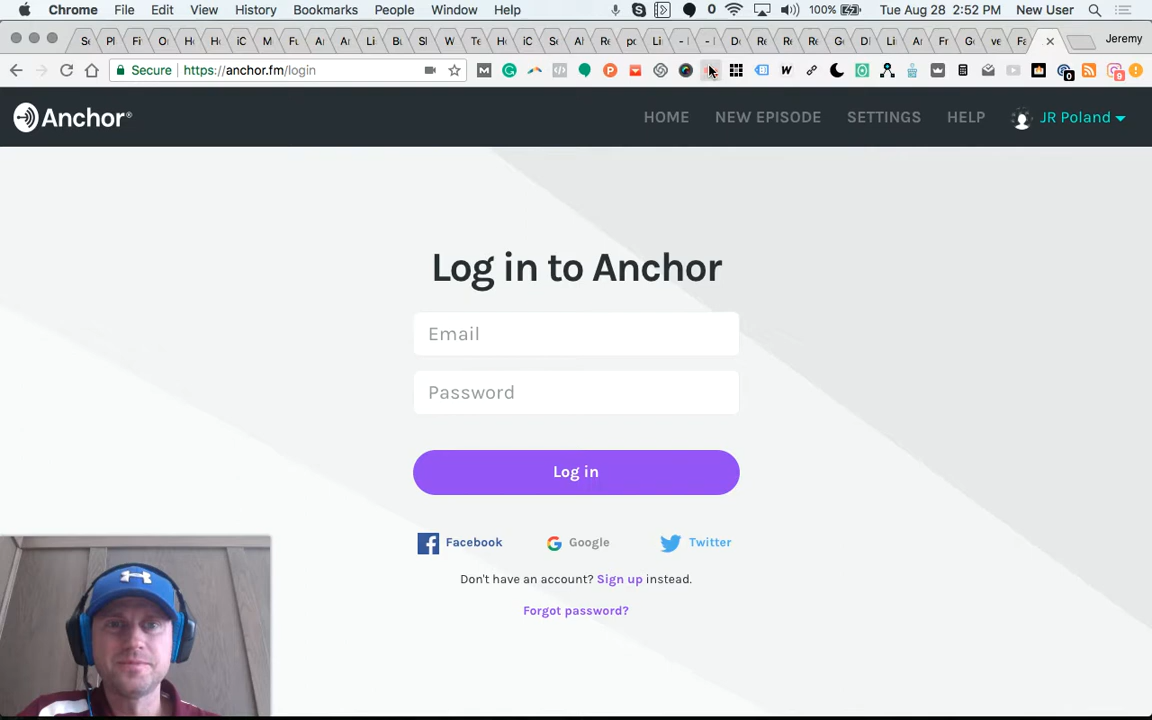 Chrome File Edit View History Bookmarks People Window Help 0 100% Tue Aug 28 2:52 PM New User
Jeremy
Secure https://anchor.fm/login
Anchor® HOME NEW EPISODE SETTINGS HELP JR Poland
Log in to Anchor
Email
Password
Log in
Facebook Google Twitter
Don't have an account? Sign up instead.
Forgot password?